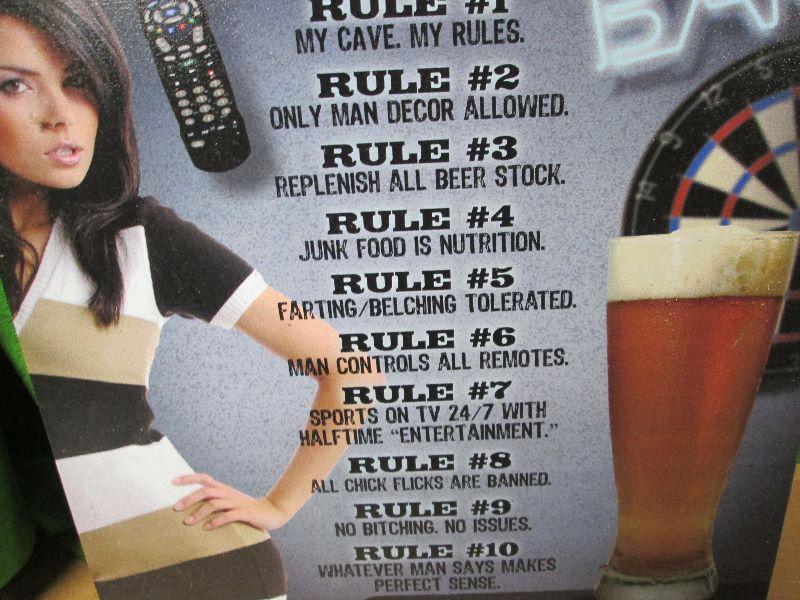 RULE #1
MY CAVE. MY RULES.
RULE #2
ONLY MAN DECOR ALLOWED.
RULE #3
REPLENISH ALL BEER STOCK.
RULE #4
JUNK FOOD IS NUTRITION.
RULE #5
FARTING/BELCHING TOLERATED.
RULE #6
MAN CONTROLS ALL REMOTES.
RULE #7
SPORTS ON TV 24/7 WITH
HALFTIME “ENTERTAINMENT.”
RULE #8
ALL CHICK FLICKS ARE BANNED.
RULE #9
NO BITCHING. NO ISSUES.
RULE #10
WHATEVER MAN SAYS MAKES
PERFECT SENSE.